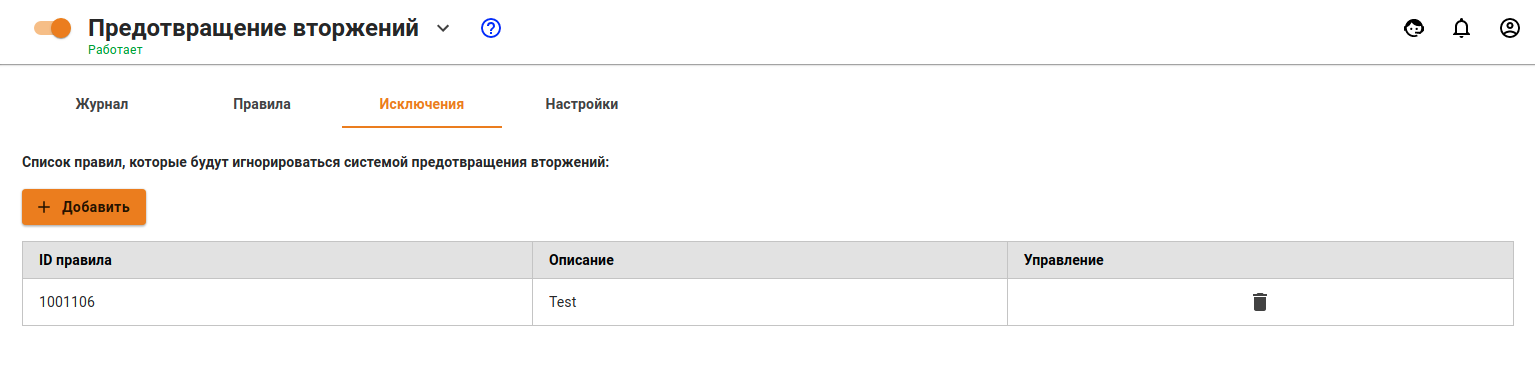 Предотвращение вторжений
Работает
Журнал Правила Исключения Настройки
Список правил, которые будут игнорироваться системой предотвращения вторжений:
+ Добавить
ID правила Описание Управление
1001106 Test